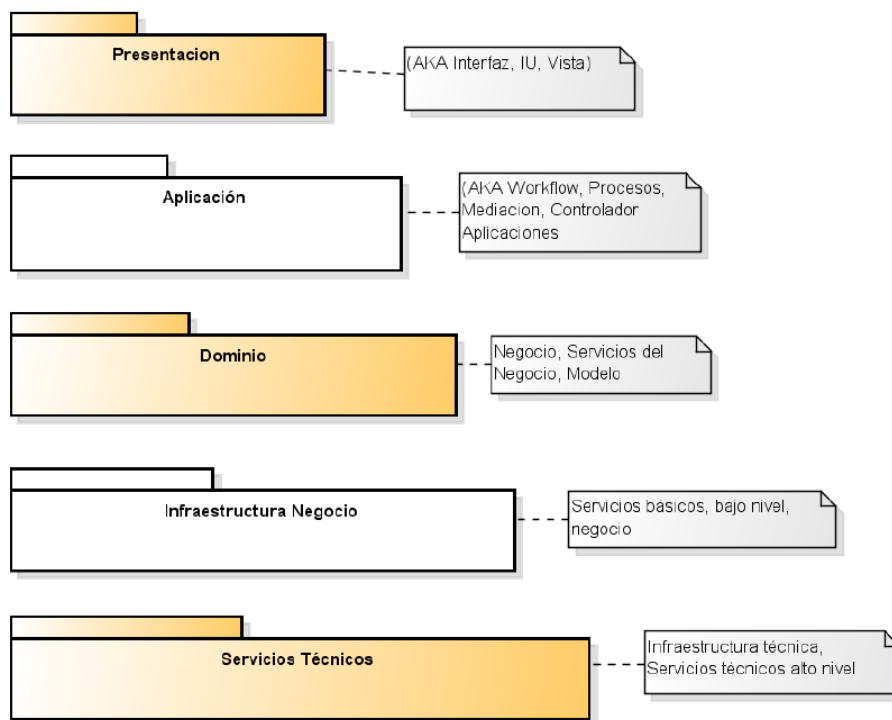 Presentacion
(AKA Interfaz, IU, Vista)
Aplicación
(AKA Workflow, Procesos,
Mediacion, Controlador
Aplicaciones
Dominio
Negocio, Servicios del
Negocio, Modelo
Infraestructura Negocio
Servicios básicos, bajo nivel,
negocio
Servicios Técnicos
Infraestructura técnica,
Servicios técnicos alto nivel